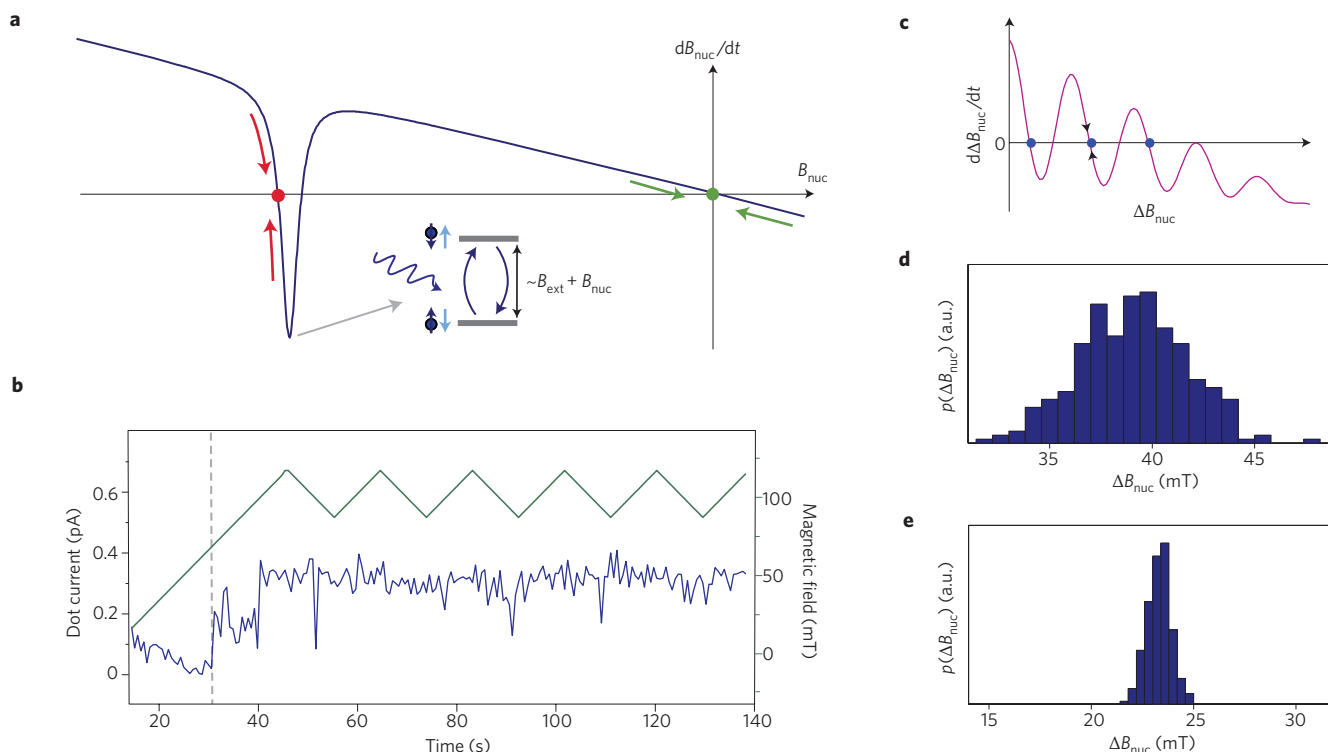 a
dB_nuc/dt
B_nuc
~B_ext + B_nuc
b
Dot current (pA)
0.6
0.4
0.2
0
100
50
0
Magnetic field (mT)
20 40 60 80 100 120 140
Time (s)
c
dΔB_nuc/dt
0
ΔB_nuc
d
p(ΔB_nuc) (a.u.)
35 40 45
ΔB_nuc (mT)
e
p(ΔB_nuc) (a.u.)
15 20 25 30
ΔB_nuc (mT)